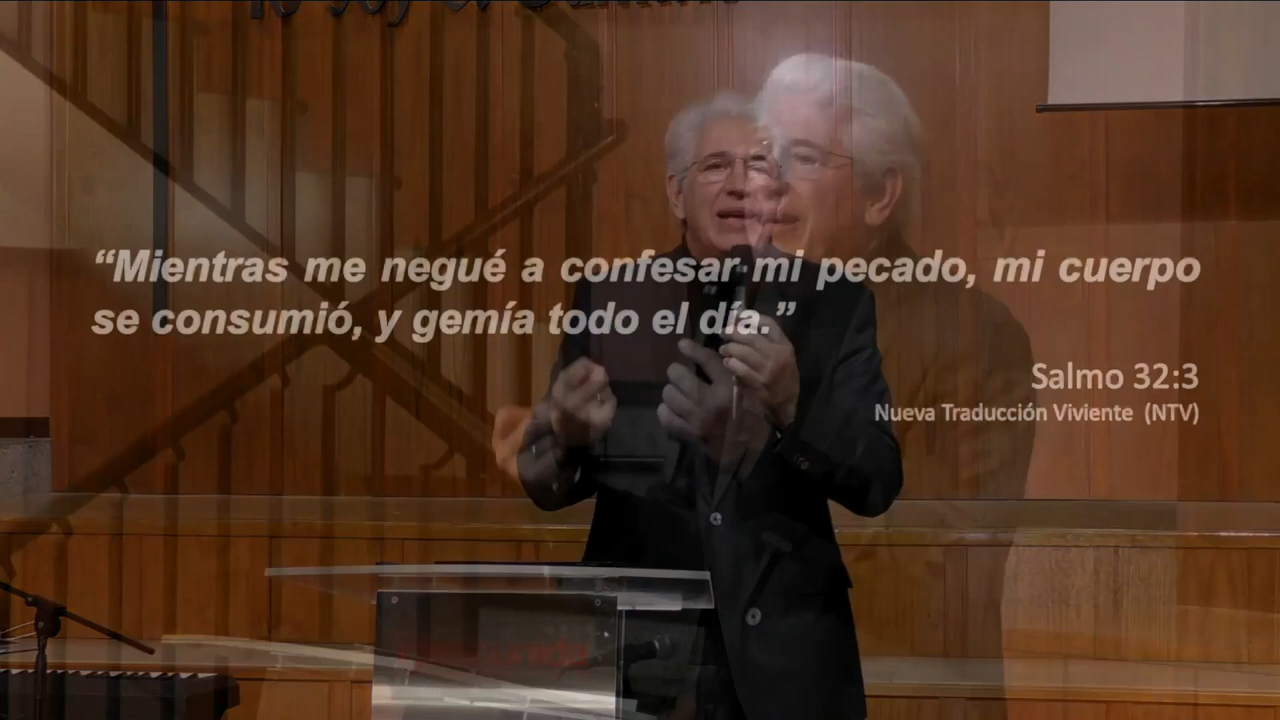 “Mientras me negué a confesar mi pecado, mi cuerpo
se consumió, y gemía todo el día.”
Salmo 32:3
Nueva Traducción Viviente (NTV)